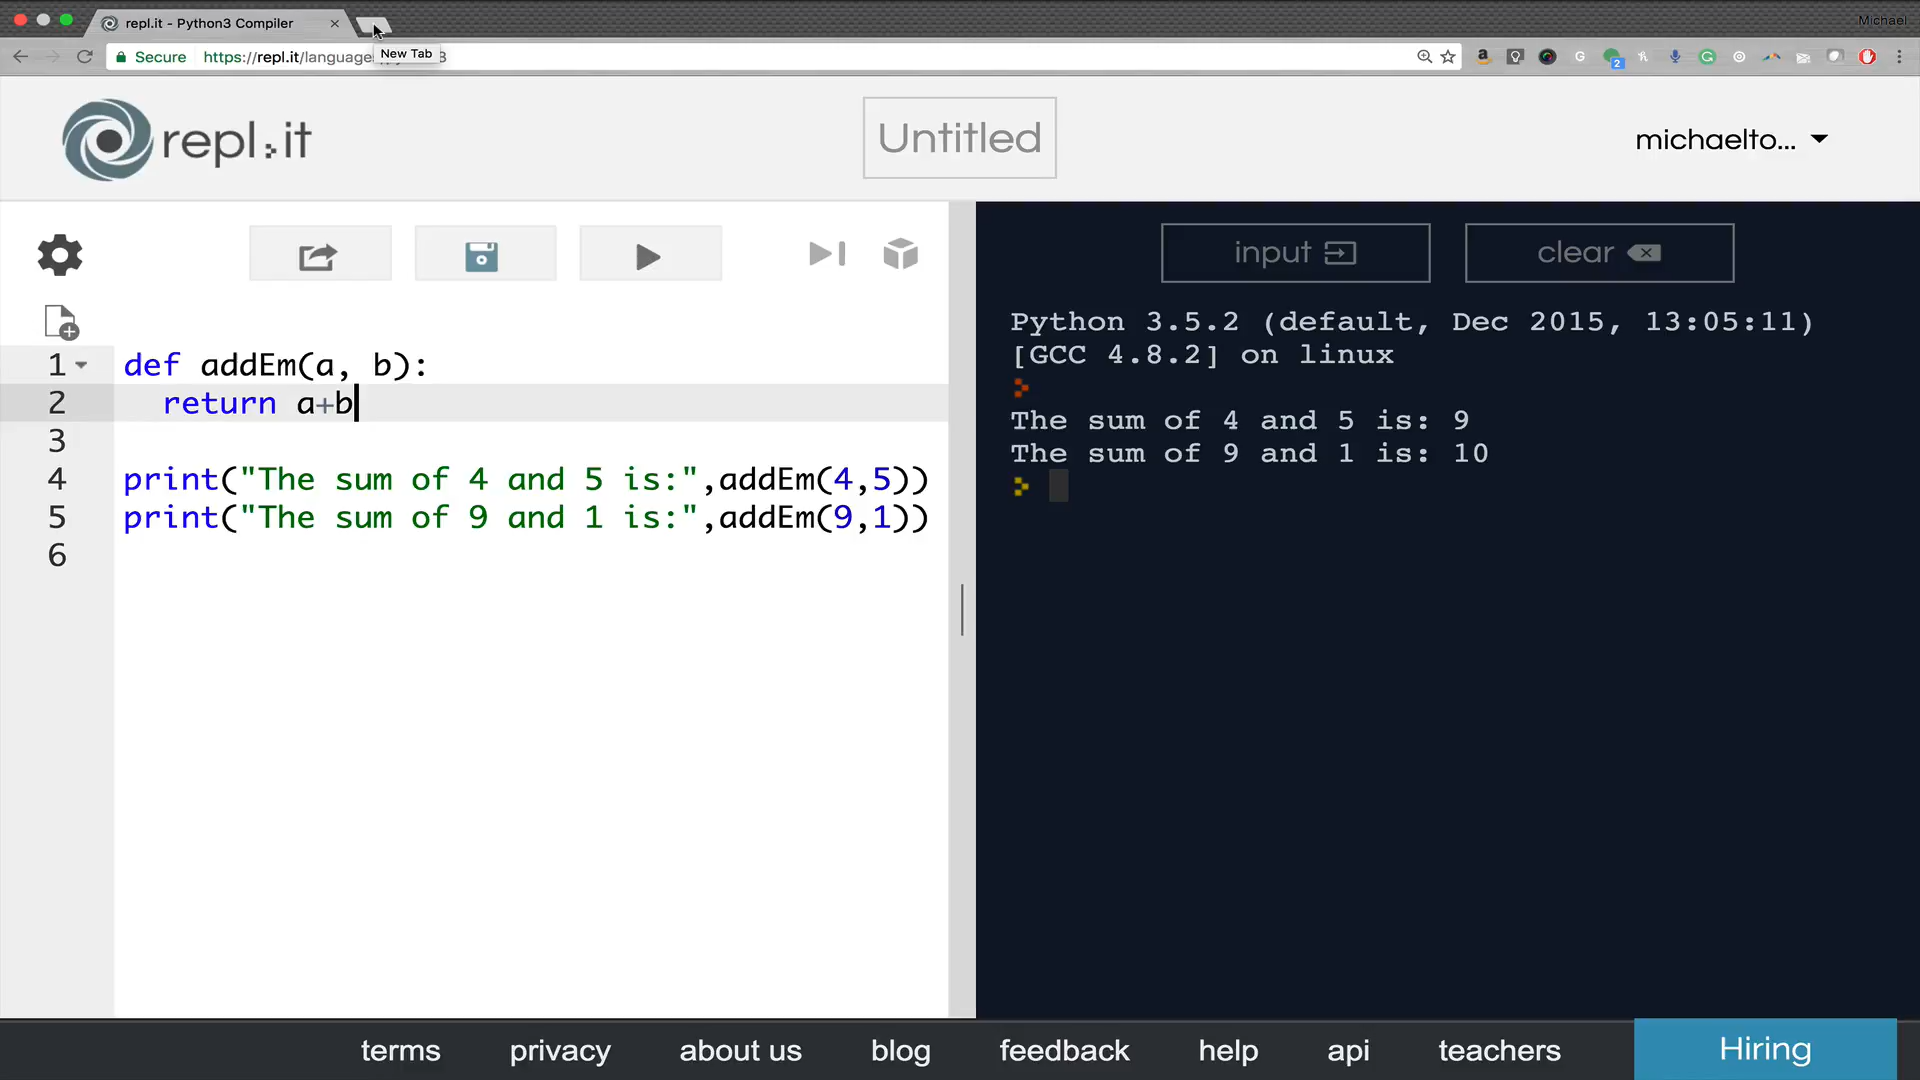 repl.it - Python3 Compiler
Michael
New Tab
Secure https://repl.it/language 3
2
repl.it
Untitled
michaelto...
input
clear
Python 3.5.2 (default, Dec 2015, 13:05:11)
[GCC 4.8.2] on linux
The sum of 4 and 5 is: 9
The sum of 9 and 1 is: 10
1 def addEm(a, b):
2 return a+b
3
4 print("The sum of 4 and 5 is:",addEm(4,5))
5 print("The sum of 9 and 1 is:",addEm(9,1))
6
terms privacy about us blog feedback help api teachers Hiring